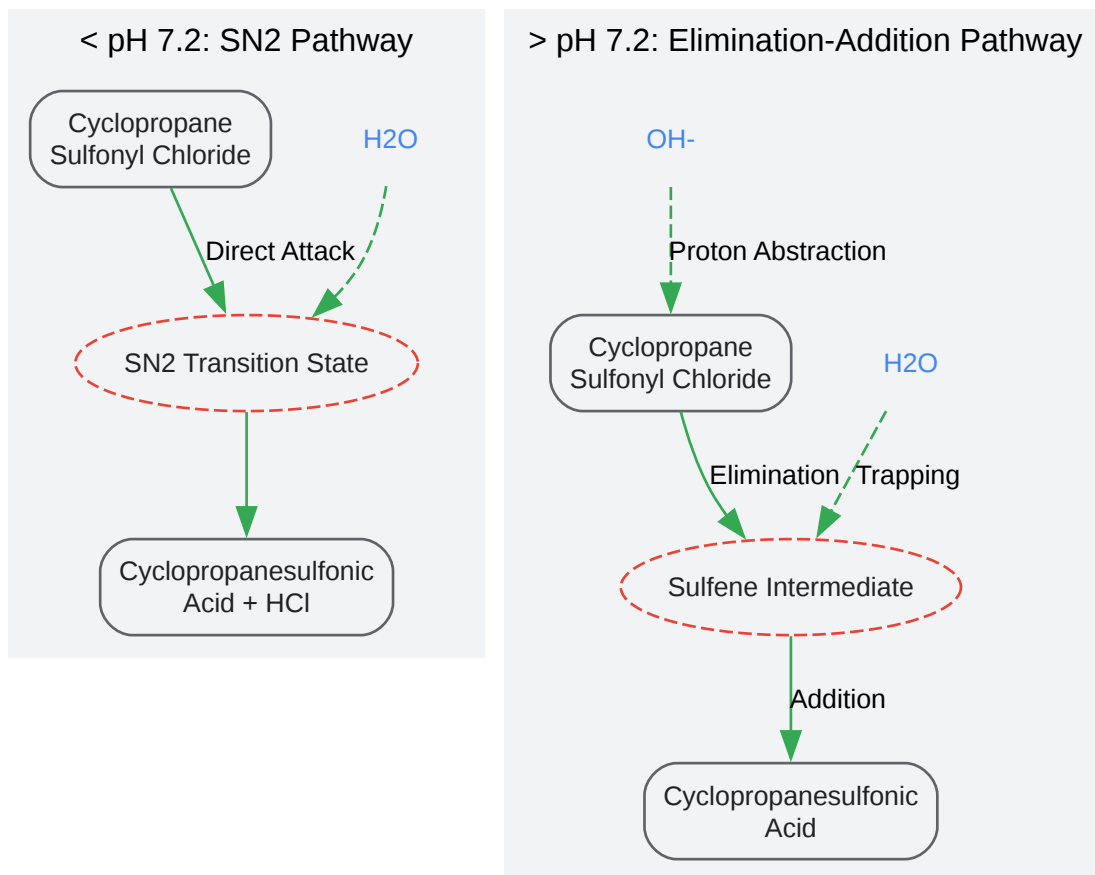 < pH 7.2: SN2 Pathway
Cyclopropane
Sulfonyl Chloride
H2O
Direct Attack
SN2 Transition State
Cyclopropanesulfonic
Acid + HCl
> pH 7.2: Elimination-Addition Pathway
OH-
Proton Abstraction
Cyclopropane
Sulfonyl Chloride
H2O
Elimination
Trapping
Sulfene Intermediate
Addition
Cyclopropanesulfonic
Acid